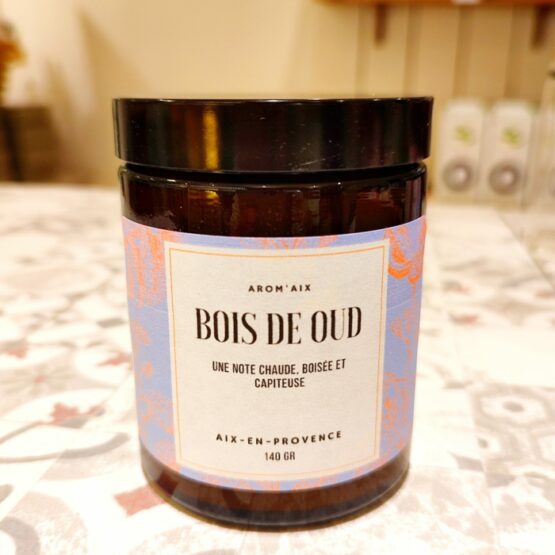 AROM'AIX
BOIS DE OUD
UNE NOTE CHAUDE, BOISÉE ET
CAPITEUSE
AIX-EN-PROVENCE
140 GR